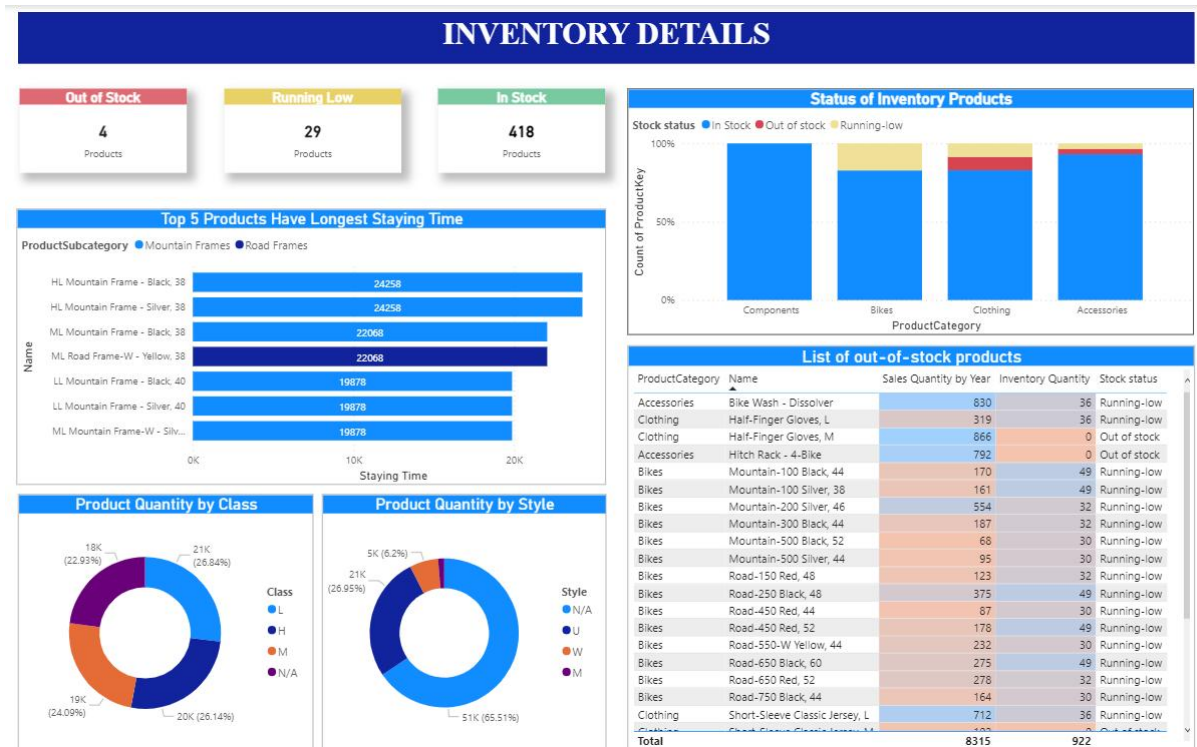 INVENTORY DETAILS
Out of Stock
4
Products
Running Low
29
Products
In Stock
418
Products
Top 5 Products Have Longest Staying Time
ProductSubcategory Mountain Frames Road Frames
Name
HL Mountain Frame - Black, 38 24258
HL Mountain Frame - Silver, 38 24258
ML Mountain Frame - Black, 38 22068
ML Road Frame-W - Yellow, 38 22068
LL Mountain Frame - Black, 40 19878
LL Mountain Frame - Silver, 40 19878
ML Mountain Frame-W - Silv... 19878
0K 10K 20K
Staying Time
Product Quantity by Class
18K
(22.93%)
21K
(26.84%)
19K
(24.09%)
20K (26.14%)
Class
L
H
M
N/A
Product Quantity by Style
5K (6.2%)
21K
(26.95%)
51K (65.51%)
Style
N/A
U
W
M
Status of Inventory Products
Stock status In Stock Out of stock Running-low
Count of ProductKey
100%
50%
0%
Components Bikes Clothing Accessories
ProductCategory
List of out-of-stock products
ProductCategory Name Sales Quantity by Year Inventory Quantity Stock status
Accessories Bike Wash - Dissolver 830 36 Running-low
Clothing Half-Finger Gloves, L 319 36 Running-low
Clothing Half-Finger Gloves, M 866 0 Out of stock
Accessories Hitch Rack - 4-Bike 792 0 Out of stock
Bikes Mountain-100 Black, 44 170 49 Running-low
Bikes Mountain-100 Silver, 38 161 49 Running-low
Bikes Mountain-200 Silver, 46 554 32 Running-low
Bikes Mountain-300 Black, 44 187 32 Running-low
Bikes Mountain-500 Black, 52 68 30 Running-low
Bikes Mountain-500 Silver, 44 95 30 Running-low
Bikes Road-150 Red, 48 123 32 Running-low
Bikes Road-250 Black, 48 375 49 Running-low
Bikes Road-450 Red, 44 87 30 Running-low
Bikes Road-450 Red, 52 178 49 Running-low
Bikes Road-550-W Yellow, 44 232 30 Running-low
Bikes Road-650 Black, 60 275 49 Running-low
Bikes Road-650 Red, 52 278 32 Running-low
Bikes Road-750 Black, 44 164 30 Running-low
Clothing Short-Sleeve Classic Jersey, L 712 36 Running-low
Clothing Short-Sleeve Classic Jersey, M 0 Out of stock
Total 8315 922